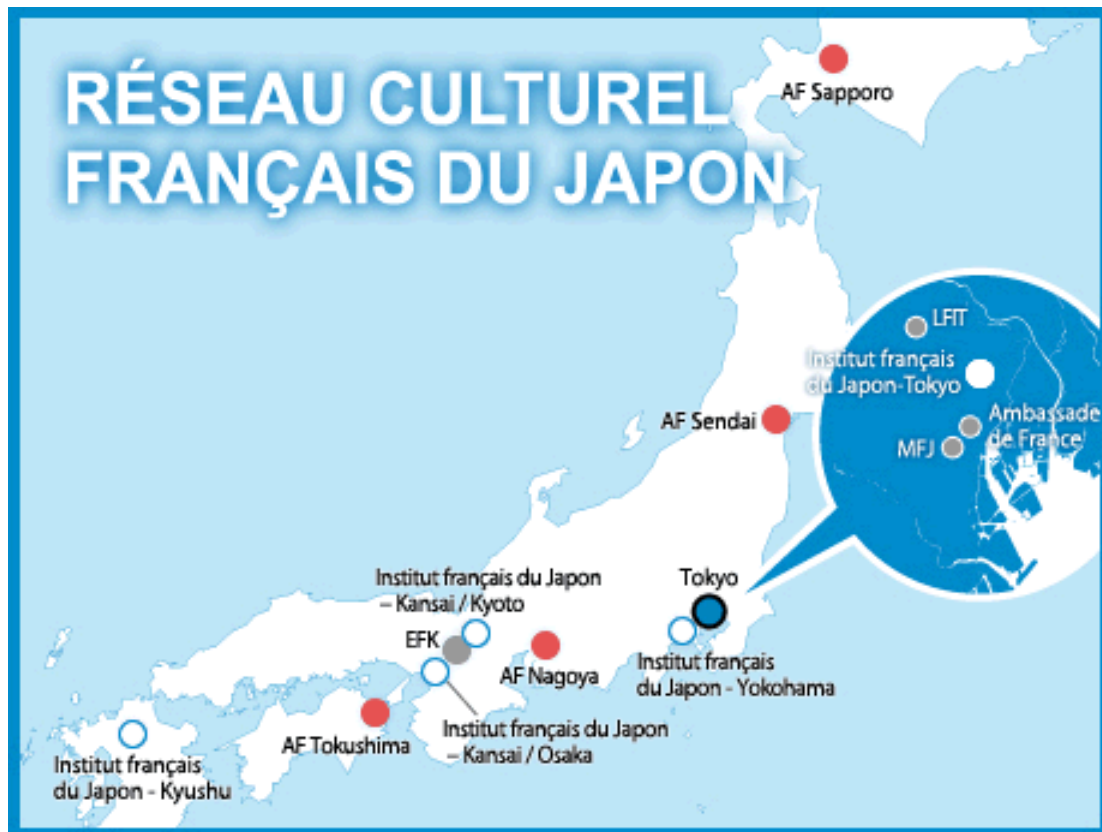 RÉSEAU CULTUREL
FRANÇAIS DU JAPON
AF Sapporo
LFIT
Institut français
du Japon-Tokyo
Ambassade
de France
MFJ
AF Sendai
Institut français du Japon
– Kansai / Kyoto
Tokyo
EFK
AF Nagoya
Institut français
du Japon - Yokohama
AF Tokushima
Institut français du Japon
– Kansai / Osaka
Institut français
du Japon - Kyushu